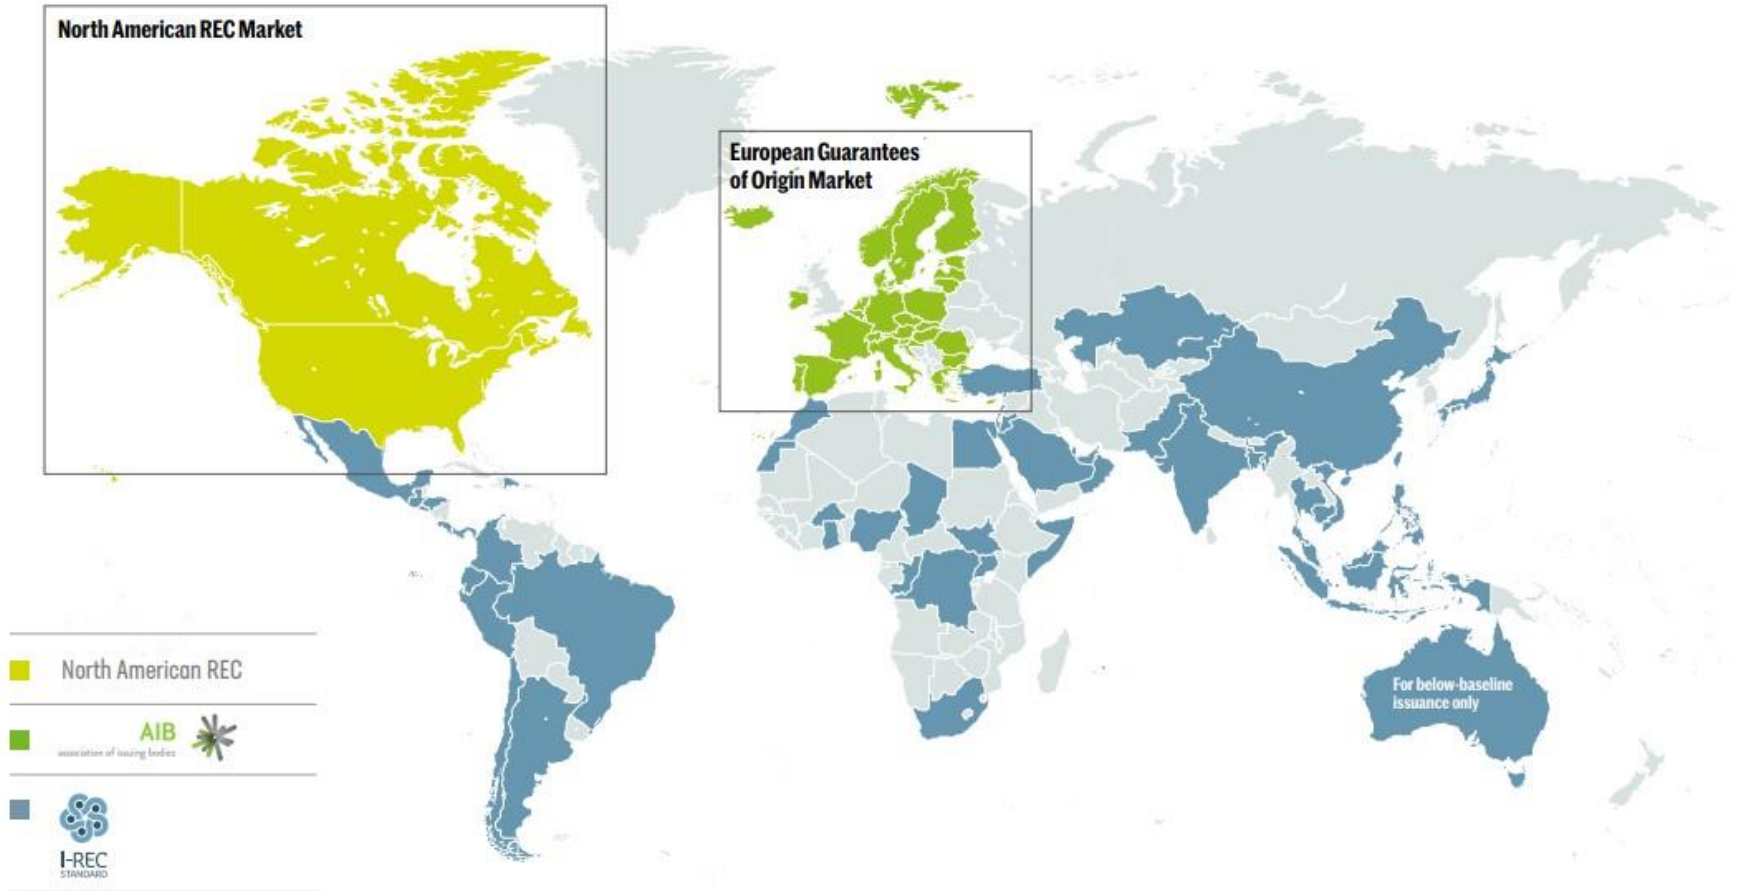 North American REC Market
European Guarantees
of Origin Market
For below-baseline
issuance only
North American REC
AIB
association of issuing bodies
I-REC
STANDARD